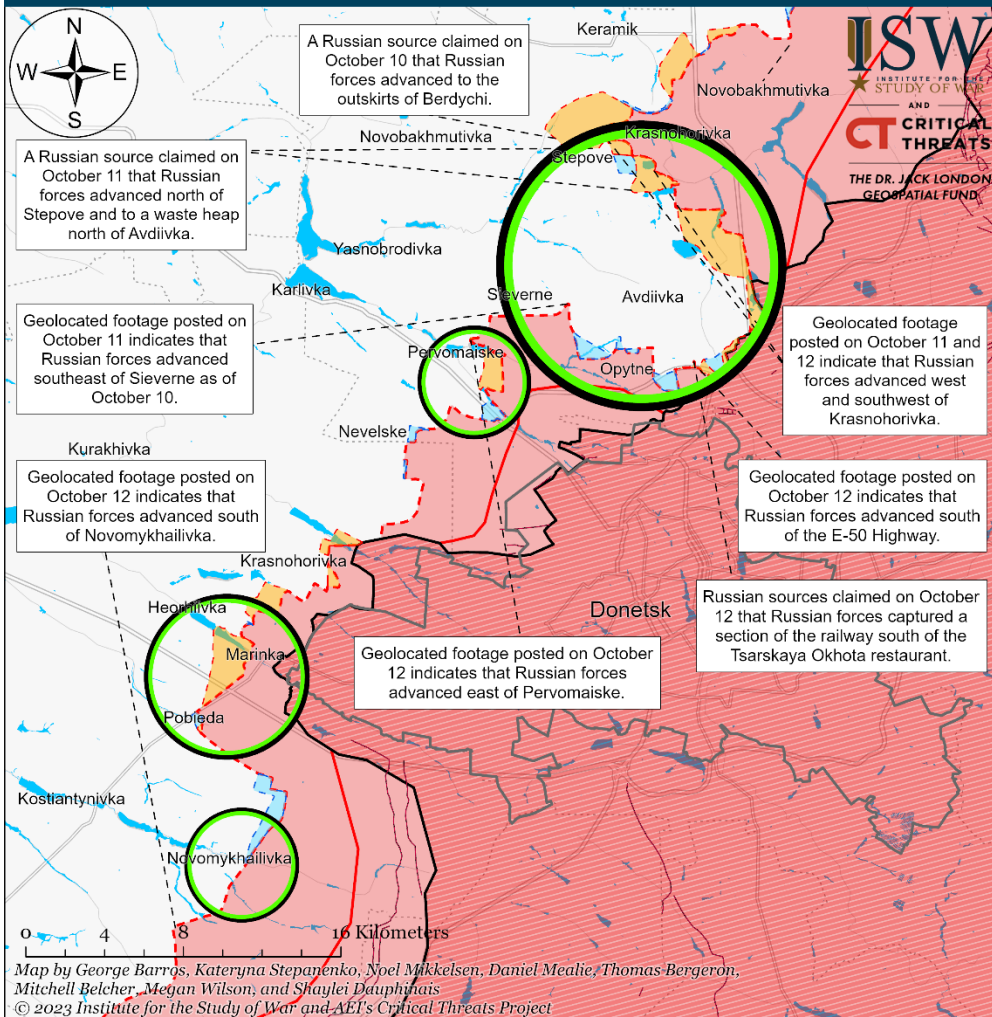 N
W
E
S
A Russian source claimed on
October 10 that Russian
forces advanced to the
outskirts of Berdychi.
Keramik
ISW
INSTITUTE FOR THE
STUDY OF WAR
AND
CT CRITICAL
THREATS
THE DR. JACK LONDON
GEOSPATIAL FUND
Novobakhmutivka
Novobakhmutivka
Krasnohorivka
Stepove
A Russian source claimed on
October 11 that Russian
forces advanced north of
Stepove and to a waste heap
north of Avdiivka.
Yasnobrodivka
Karlivka
Sieverne
Avdiivka
Geolocated footage posted on
October 11 indicates that
Russian forces advanced
southeast of Sieverne as of
October 10.
Pervomaiske
Opytne
Geolocated footage
posted on October 11 and
12 indicate that Russian
forces advanced west
and southwest of
Krasnohorivka.
Nevelske
Kurakhivka
Geolocated footage posted on
October 12 indicates that
Russian forces advanced south
of Novomykhailivka.
Geolocated footage posted on
October 12 indicates that
Russian forces advanced south
of the E-50 Highway.
Krasnohorivka
Heorhiivka
Donetsk
Russian sources claimed on October
12 that Russian forces captured a
section of the railway south of the
Tsarskaya Okhota restaurant.
Marinka
Geolocated footage posted on October
12 indicates that Russian forces
advanced east of Pervomaiske.
Pobieda
Kostiantynivka
Novomykhailivka
0 4 8 16 Kilometers
Map by George Barros, Kateryna Stepanenko, Noel Mikkelsen, Daniel Mealie, Thomas Bergeron,
Mitchell Belcher, Megan Wilson, and Shaylei Dauphinais
© 2023 Institute for the Study of War and AEI's Critical Threats Project